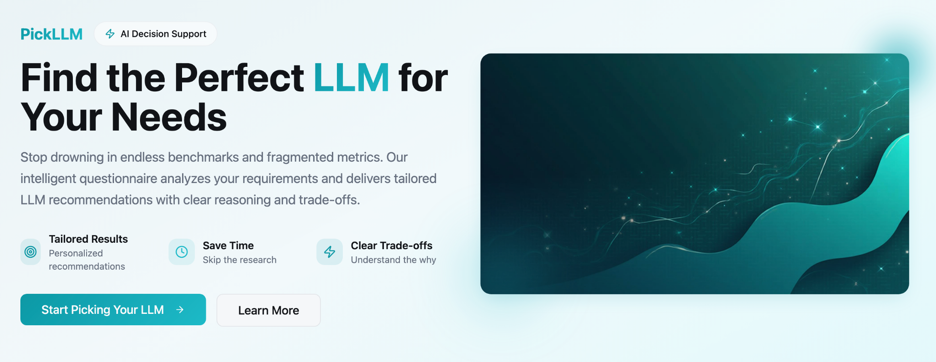 PickLLM
AI Decision Support
Find the Perfect LLM for
Your Needs
Stop drowning in endless benchmarks and fragmented metrics. Our
intelligent questionnaire analyzes your requirements and delivers tailored
LLM recommendations with clear reasoning and trade-offs.
Tailored Results
Personalized
recommendations
Save Time
Skip the research
Clear Trade-offs
Understand the why
Start Picking Your LLM →
Learn More